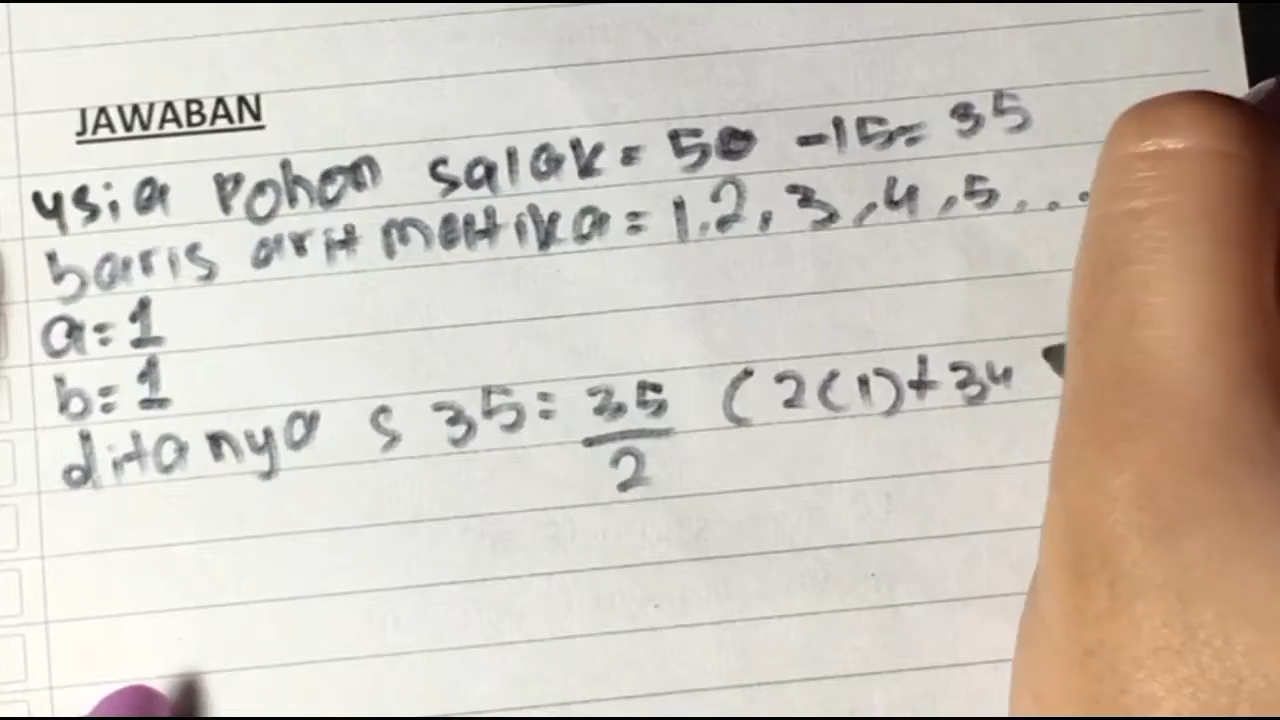 JAWABAN
usia Pohon salak = 50 - 15 = 35
baris aritmettika = 1.2, 3, 4, 5, ...
a = 1
b = 1
ditanya S 35 = 35/2 (2(1) + 34